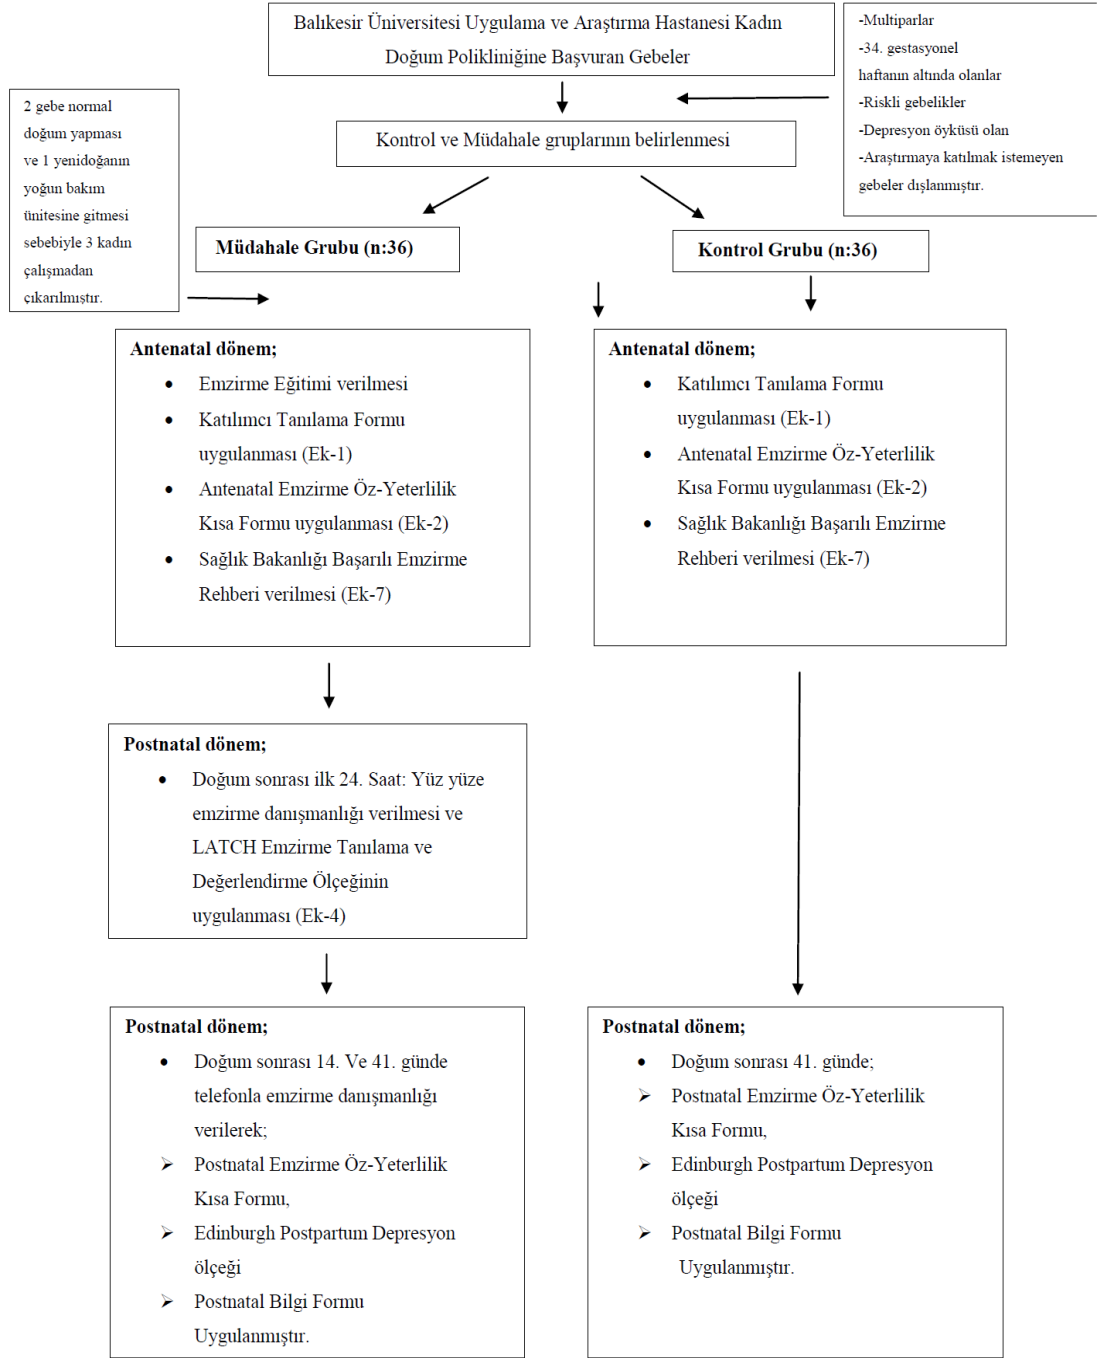 Balıkesir Üniversitesi Uygulama ve Araştırma Hastanesi Kadın
Doğum Polikliniğine Başvuran Gebeler
-Multiparlar
-34. gestasyonel
haftanın altında olanlar
-Riskli gebelikler
-Depresyon öyküsü olan
-Araştırmaya katılmak istemeyen
gebeler dışlanmıştır.
2 gebe normal
doğum yapması
ve 1 yenidoğanın
yoğun bakım
ünitesine gitmesi
sebebiyle 3 kadın
çalışmadan
çıkarılmıştır.
Kontrol ve Müdahale gruplarının belirlenmesi
Müdahale Grubu (n:36)
Kontrol Grubu (n:36)
Antenatal dönem;
• Emzirme Eğitimi verilmesi
• Katılımcı Tanılama Formu
uygulanması (Ek-1)
• Antenatal Emzirme Öz-Yeterlilik
Kısa Formu uygulanması (Ek-2)
• Sağlık Bakanlığı Başarılı Emzirme
Rehberi verilmesi (Ek-7)
Antenatal dönem;
• Katılımcı Tanılama Formu
uygulanması (Ek-1)
• Antenatal Emzirme Öz-Yeterlilik
Kısa Formu uygulanması (Ek-2)
• Sağlık Bakanlığı Başarılı Emzirme
Rehberi verilmesi (Ek-7)
Postnatal dönem;
• Doğum sonrası ilk 24. Saat: Yüz yüze
emzirme danışmanlığı verilmesi ve
LATCH Emzirme Tanılama ve
Değerlendirme Ölçeğinin
uygulanması (Ek-4)
Postnatal dönem;
• Doğum sonrası 14. Ve 41. günde
telefonla emzirme danışmanlığı
verilerek;
➢ Postnatal Emzirme Öz-Yeterlilik
Kısa Formu,
➢ Edinburgh Postpartum Depresyon
ölçeği
➢ Postnatal Bilgi Formu
Uygulanmıştır.
Postnatal dönem;
• Doğum sonrası 41. günde;
➢ Postnatal Emzirme Öz-Yeterlilik
Kısa Formu,
➢ Edinburgh Postpartum Depresyon
ölçeği
➢ Postnatal Bilgi Formu
Uygulanmıştır.